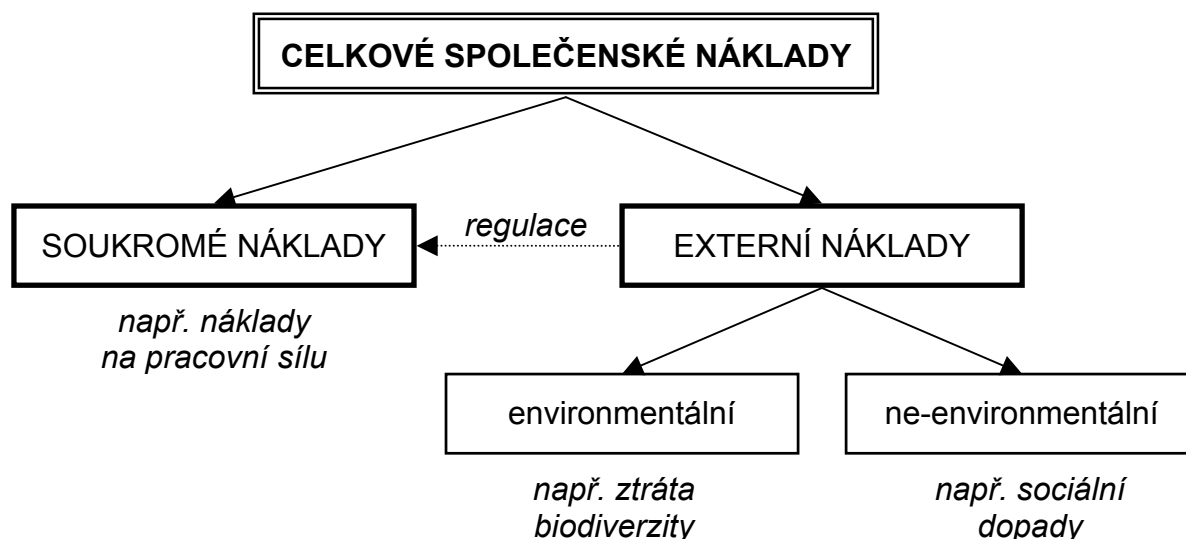 CELKOVÉ SPOLEČENSKÉ NÁKLADY
SOUKROMÉ NÁKLADY
regulace
EXTERNÍ NÁKLADY
např. náklady
na pracovní sílu
environmentální
ne-environmentální
např. ztráta
biodiverzity
např. sociální
dopady